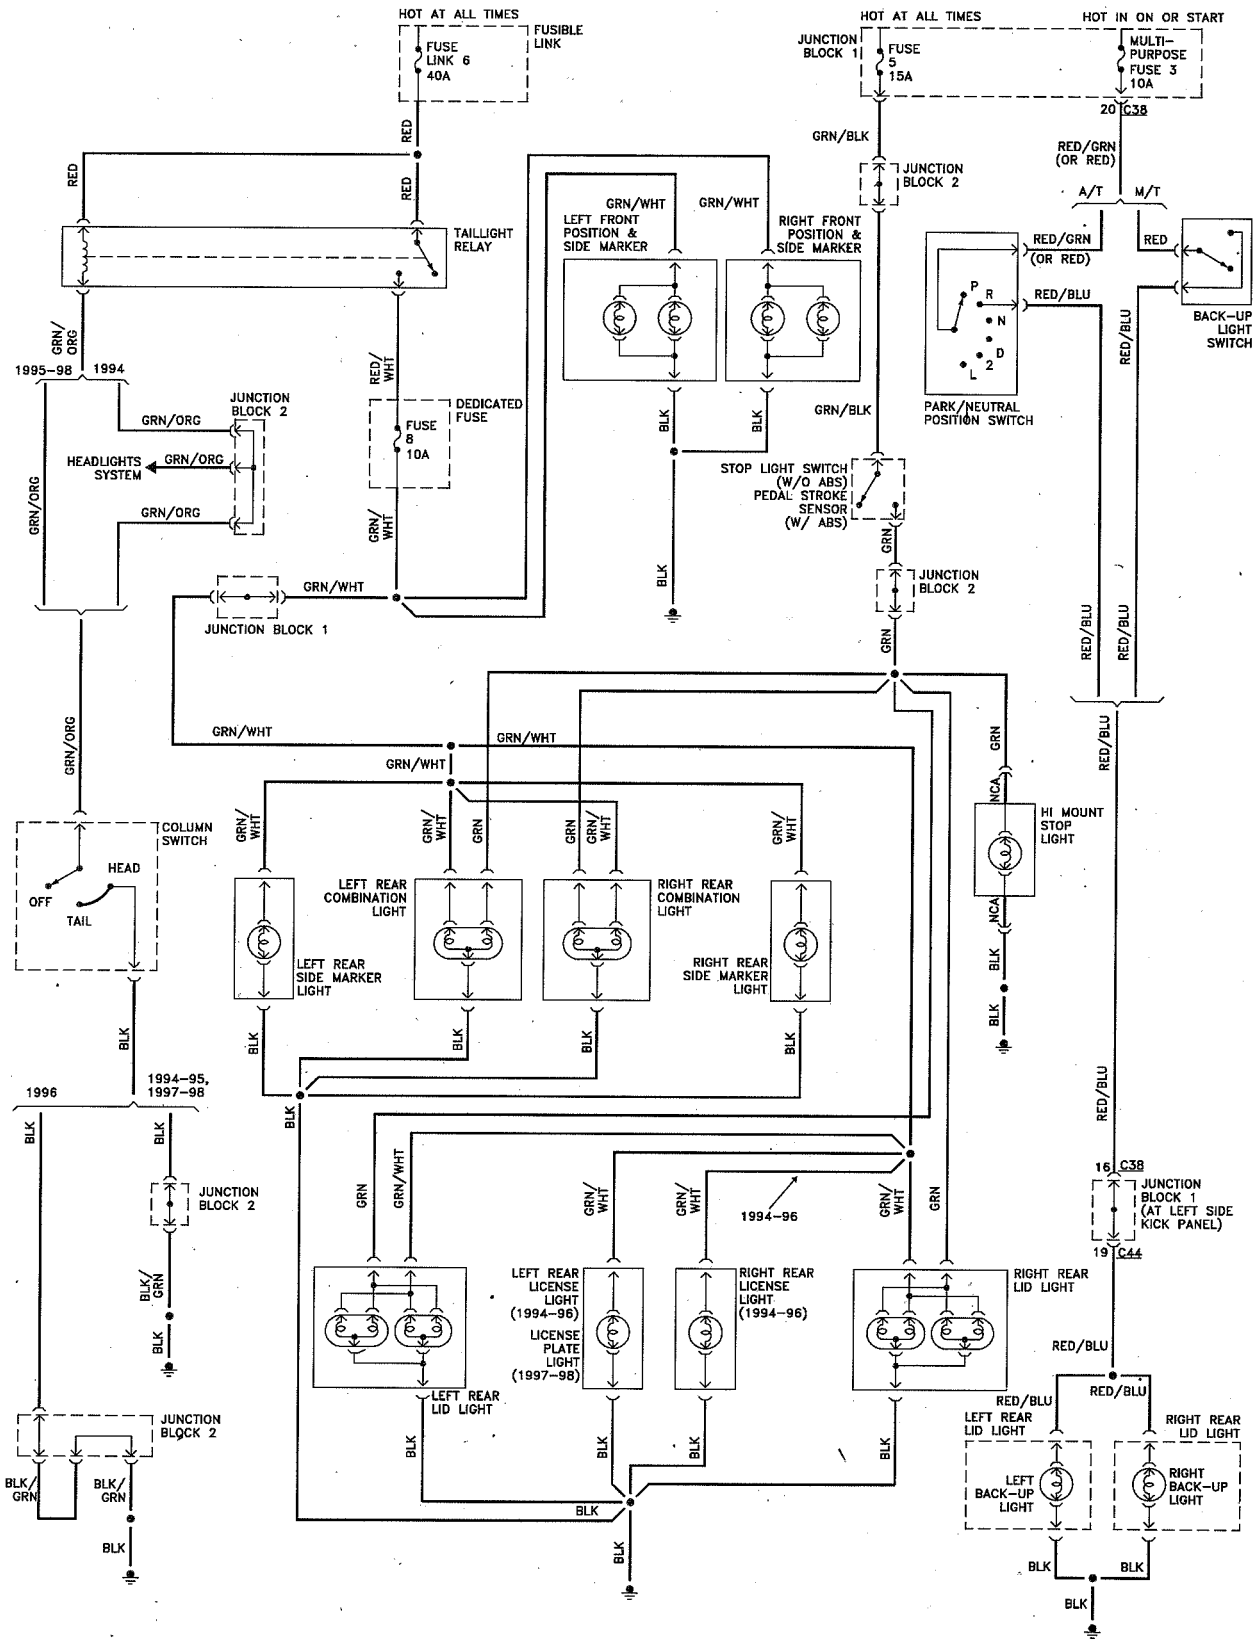 HOT AT ALL TIMES
FUSIBLE
LINK
FUSE
LINK 6
40A
RED
RED
RED
TAILLIGHT
RELAY
GRN/
ORG
1995-98
1994
GRN/ORG
JUNCTION
BLOCK 2
HEADLIGHTS
SYSTEM
GRN/ORG
GRN/ORG
GRN/ORG
RED/
WHT
DEDICATED
FUSE
FUSE
8
10A
GRN/
WHT
GRN/WHT
JUNCTION BLOCK 1
GRN/WHT
LEFT FRONT
POSITION &
SIDE MARKER
GRN/WHT
RIGHT FRONT
POSITION &
SIDE MARKER
BLK
BLK
BLK
HOT AT ALL TIMES
HOT IN ON OR START
JUNCTION
BLOCK 1
FUSE
5
15A
MULTI-
PURPOSE
FUSE 3
10A
20
C38
GRN/BLK
JUNCTION
BLOCK 2
RED/GRN
(OR RED)
A/T
M/T
RED/GRN
(OR RED)
RED
RED/BLU
P
R
N
D
2
L
PARK/NEUTRAL
POSITION SWITCH
BACK-UP
LIGHT
SWITCH
RED/BLU
GRN/BLK
STOP LIGHT SWITCH
(W/O ABS)
PEDAL STROKE
SENSOR
(W/ ABS)
GRN
JUNCTION
BLOCK 2
GRN
RED/BLU
RED/BLU
RED/BLU
GRN/ORG
GRN/WHT
GRN/WHT
GRN/WHT
GRN
NCA
HI MOUNT
STOP
LIGHT
NCA
BLK
BLK
COLUMN
SWITCH
HEAD
OFF
TAIL
GRN/
WHT
GRN/
WHT
GRN
GRN
GRN/
WHT
GRN/
WHT
LEFT REAR
SIDE MARKER
LIGHT
LEFT REAR
COMBINATION
LIGHT
RIGHT REAR
COMBINATION
LIGHT
RIGHT REAR
SIDE MARKER
LIGHT
BLK
BLK
BLK
BLK
BLK
BLK
1996
1994-95,
1997-98
BLK
BLK
JUNCTION
BLOCK 2
BLK/
GRN
BLK
JUNCTION
BLOCK 2
BLK/
GRN
BLK/
GRN
BLK
GRN
GRN/WHT
GRN/
WHT
GRN/
WHT
1994-96
GRN/
WHT
GRN
LEFT REAR
LID LIGHT
LEFT REAR
LICENSE
LIGHT
(1994-96)
LICENSE
PLATE
LIGHT
(1997-98)
RIGHT REAR
LICENSE
LIGHT
(1994-96)
RIGHT REAR
LID LIGHT
BLK
BLK
BLK
BLK
BLK
BLK
RED/BLU
16
C38
JUNCTION
BLOCK 1
(AT LEFT SIDE
KICK PANEL)
19
C44
RED/BLU
RED/BLU
RED/BLU
LEFT REAR
LID LIGHT
RIGHT REAR
LID LIGHT
LEFT
BACK-UP
LIGHT
RIGHT
BACK-UP
LIGHT
BLK
BLK
BLK